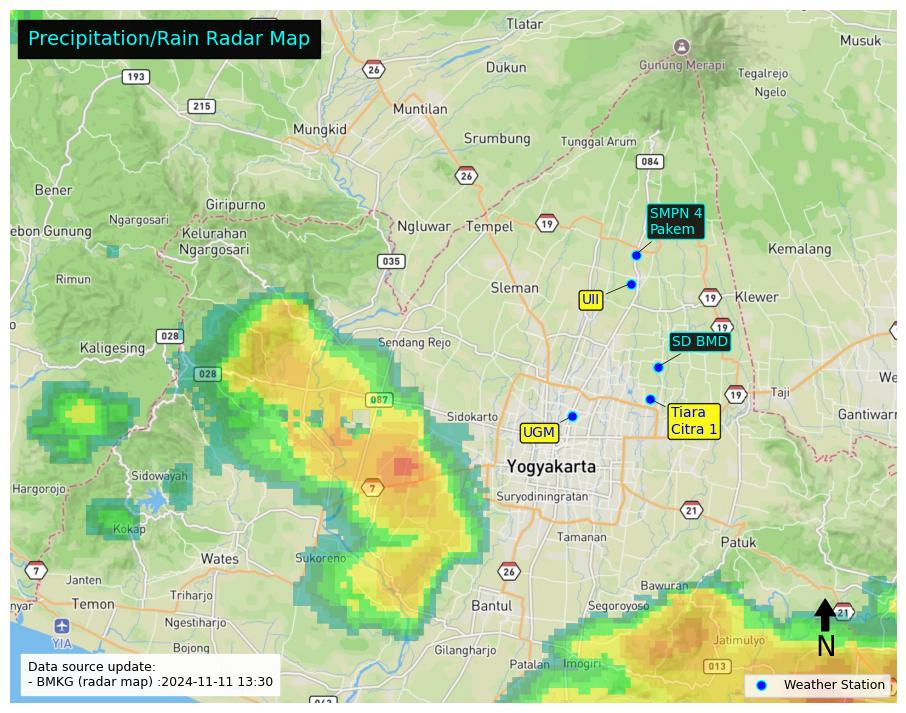 Precipitation/Rain Radar Map
Tlatar
Musuk
26
193
Dukun
Gunung Merapi
Tegalrejo
Ngelo
215
Muntilan
Mungkid
Srumbung
Tunggal Arum
084
26
Bener
Giripurno
SMPN 4
Pakem
Ngargosari
ebon Gunung
Kelurahan
Ngargosari
Ngluwar
Tempel
19
Kemalang
035
Rimun
Sleman
UII
19
Klewer
028
19
Kaligesing
Sendang Rejo
SD BMD
028
We
087
19
Taji
Sidokarto
Tiara
Citra 1
Gantiwarn
UGM
Yogyakarta
Sidowayah
Hargorojo
7
Suryodiningratan
21
Kokap
Tamanan
Patuk
Wates
Sukoreno
7
26
Janten
Bawuran
nyar
Temon
Triharjo
Bantul
Segoroyoso
21
Ngestiharjo
YIA
Jatimulyo
N
Bojong
Gilangharjo
Patalan
Imogiri
013
Data source update:
- BMKG (radar map) :2024-11-11 13:30
Weather Station